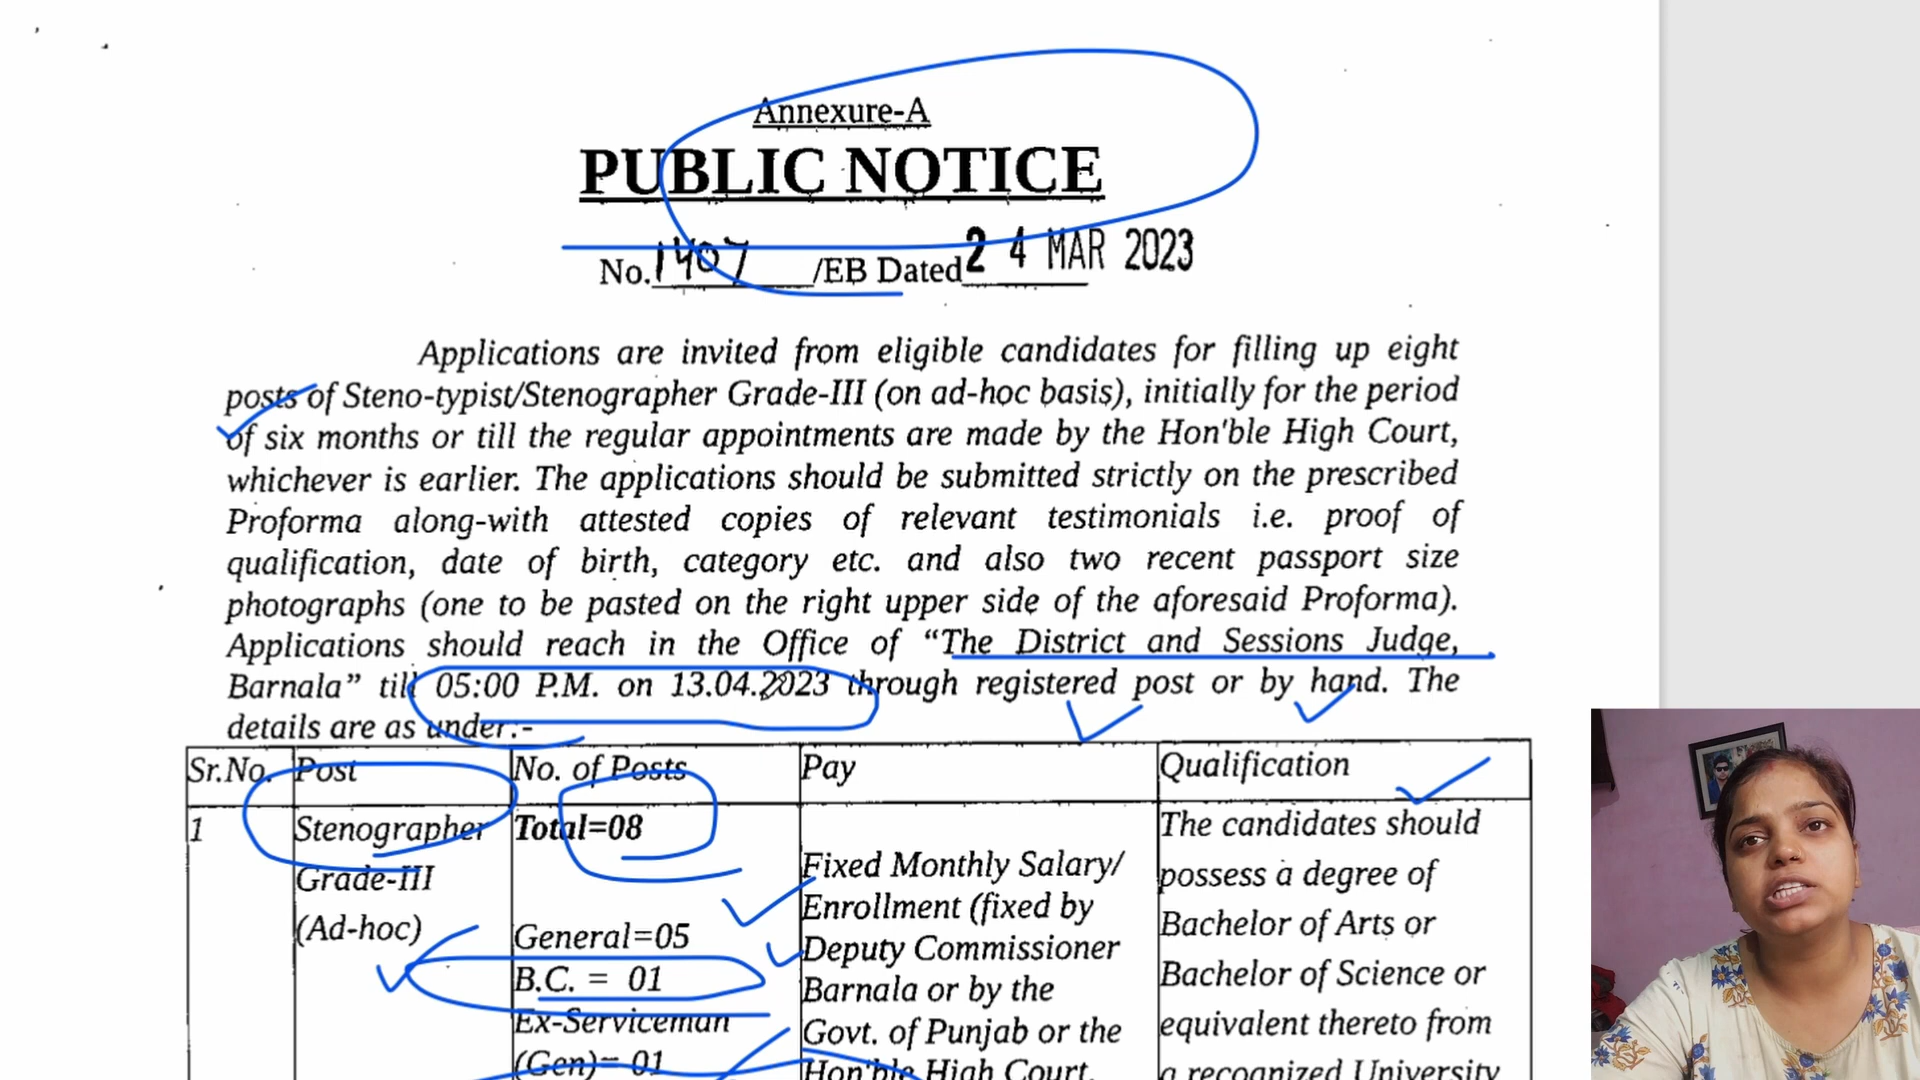 Annexure-A
PUBLIC NOTICE
No. 1407 /EB Dated 24 MAR 2023
Applications are invited from eligible candidates for filling up eight
posts of Steno-typist/Stenographer Grade-III (on ad-hoc basis), initially for the period
of six months or till the regular appointments are made by the Hon'ble High Court,
whichever is earlier. The applications should be submitted strictly on the prescribed
Proforma along-with attested copies of relevant testimonials i.e. proof of
qualification, date of birth, category etc. and also two recent passport size
photographs (one to be pasted on the right upper side of the aforesaid Proforma).
Applications should reach in the Office of “The District and Sessions Judge,
Barnala” till 05:00 P.M. on 13.04.2023 through registered post or by hand. The
details are as under:-
Sr.No. Post No. of Posts Pay Qualification
1
Stenographer
Grade-III
(Ad-hoc)
Total=08
General=05
B.C. = 01
Ex-Serviceman
(Gen)= 01
Fixed Monthly Salary/
Enrollment (fixed by
Deputy Commissioner
Barnala or by the
Govt. of Punjab or the
Hon'ble High Court.
The candidates should
possess a degree of
Bachelor of Arts or
Bachelor of Science or
equivalent thereto from
a recognized University